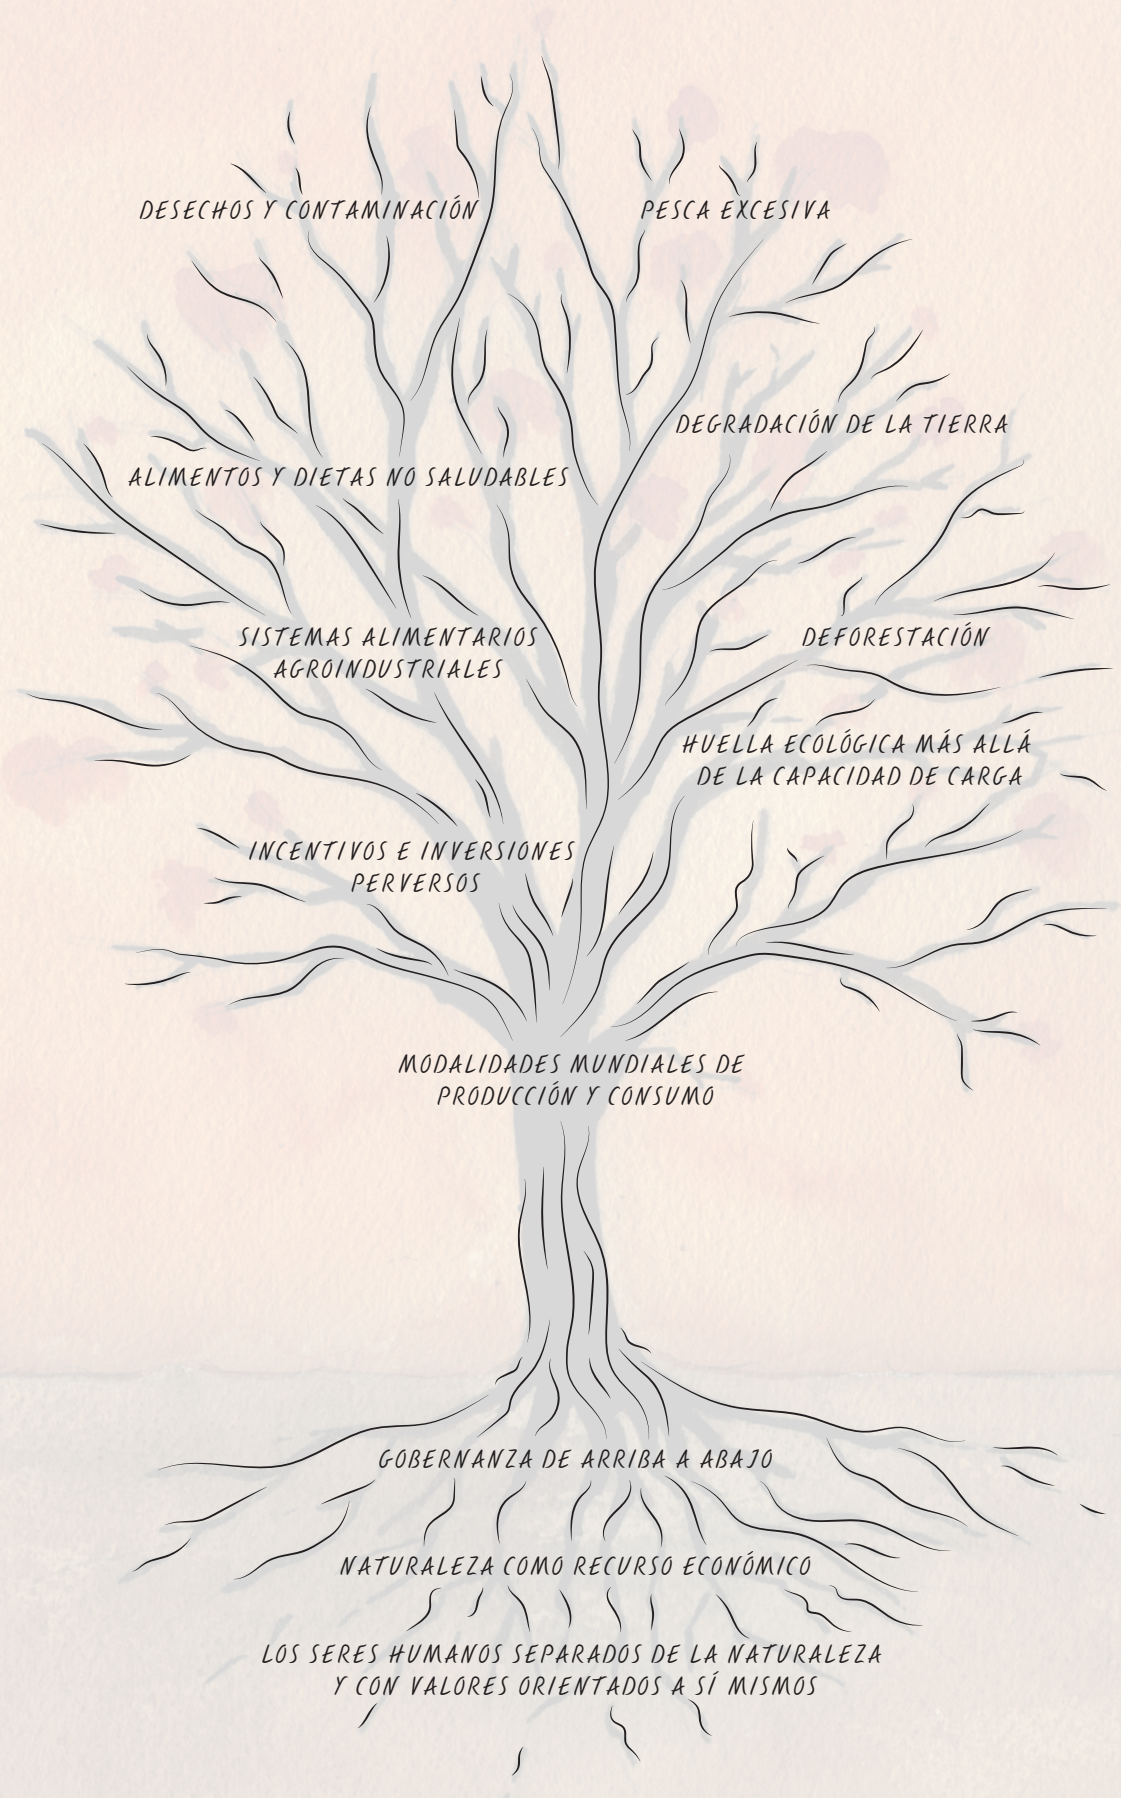 DESECHOS Y CONTAMINACIÓN
PESCA EXCESIVA
DEGRADACIÓN DE LA TIERRA
ALIMENTOS Y DIETAS NO SALUDABLES
SISTEMAS ALIMENTARIOS
AGROINDUSTRIALES
DEFORESTACIÓN
HUELLA ECOLÓGICA MÁS ALLÁ
DE LA CAPACIDAD DE CARGA
INCENTIVOS E INVERSIONES
PERVERSOS
MODALIDADES MUNDIALES DE
PRODUCCIÓN Y CONSUMO
GOBERNANZA DE ARRIBA A ABAJO
NATURALEZA COMO RECURSO ECONÓMICO
LOS SERES HUMANOS SEPARADOS DE LA NATURALEZA
Y CON VALORES ORIENTADOS A SÍ MISMOS